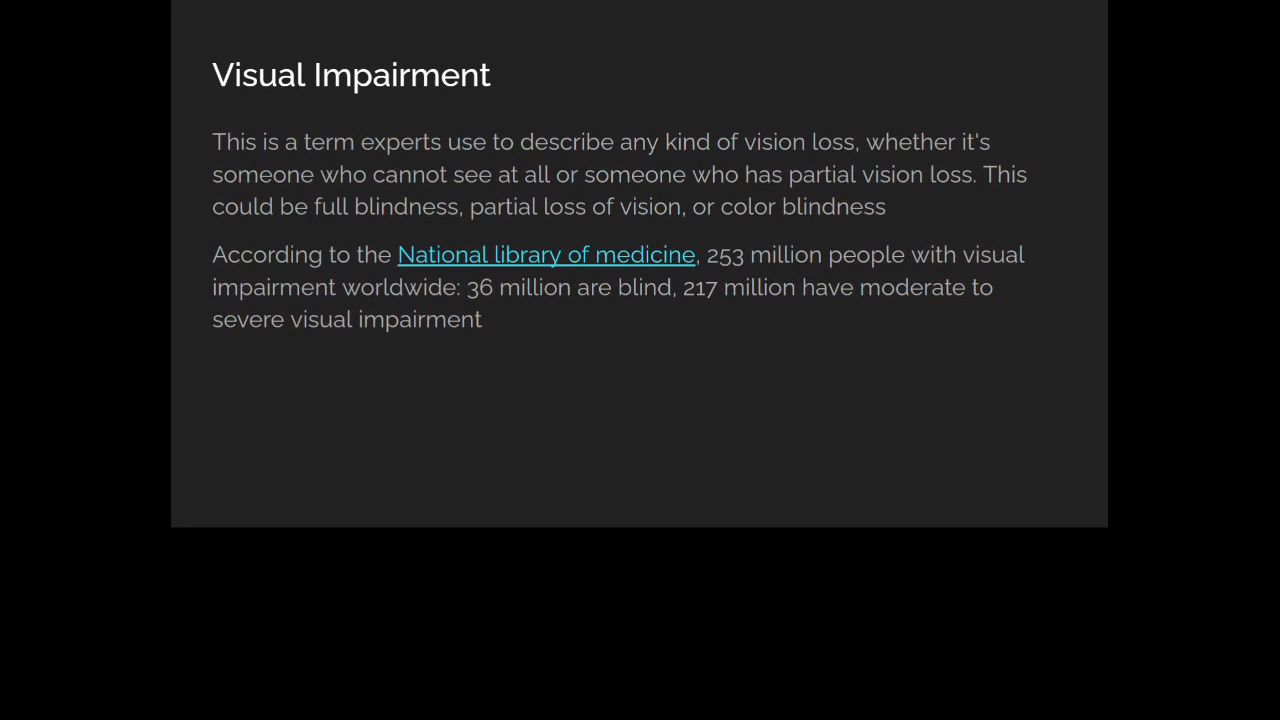 Visual Impairment
This is a term experts use to describe any kind of vision loss, whether it's
someone who cannot see at all or someone who has partial vision loss. This
could be full blindness, partial loss of vision, or color blindness
According to the National library of medicine, 253 million people with visual
impairment worldwide: 36 million are blind, 217 million have moderate to
severe visual impairment